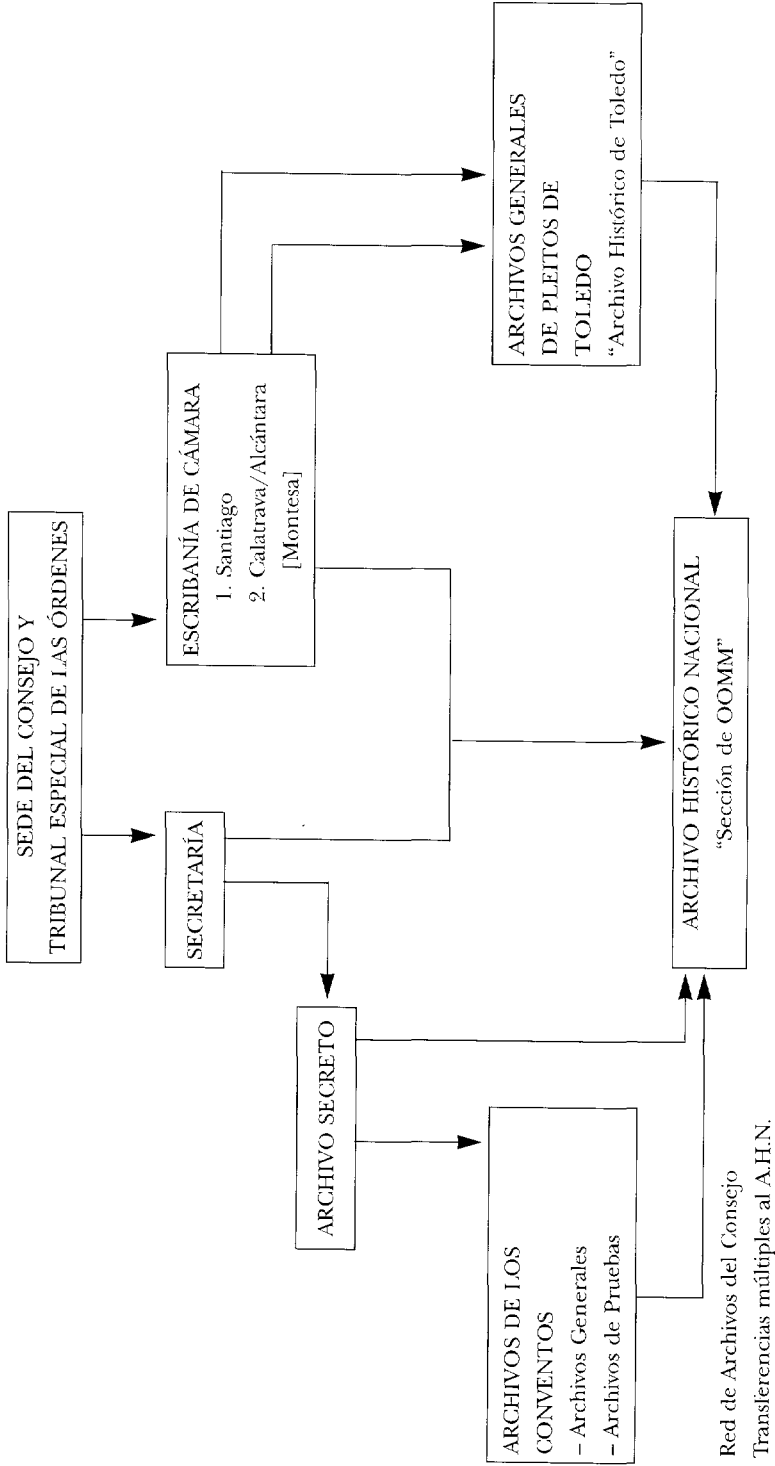 SEDE DEL CONSEJO Y
TRIBUNAL ESPECIAL DE LAS ÓRDENES
SECRETARÍA
ESCRIBANÍA DE CÁMARA
1. Santiago
2. Calatrava/Alcántara
[Montesa]
ARCHIVO SECRETO
ARCHIVOS DE LOS
CONVENTOS
– Archivos Generales
– Archivos de Pruebas
ARCHIVOS GENERALES
DE PLEITOS DE
TOLEDO
“Archivo Histórico de Toledo”
ARCHIVO HISTÓRICO NACIONAL
“Sección de OOMM”
Red de Archivos del Consejo
Transferencias múltiples al A.H.N.